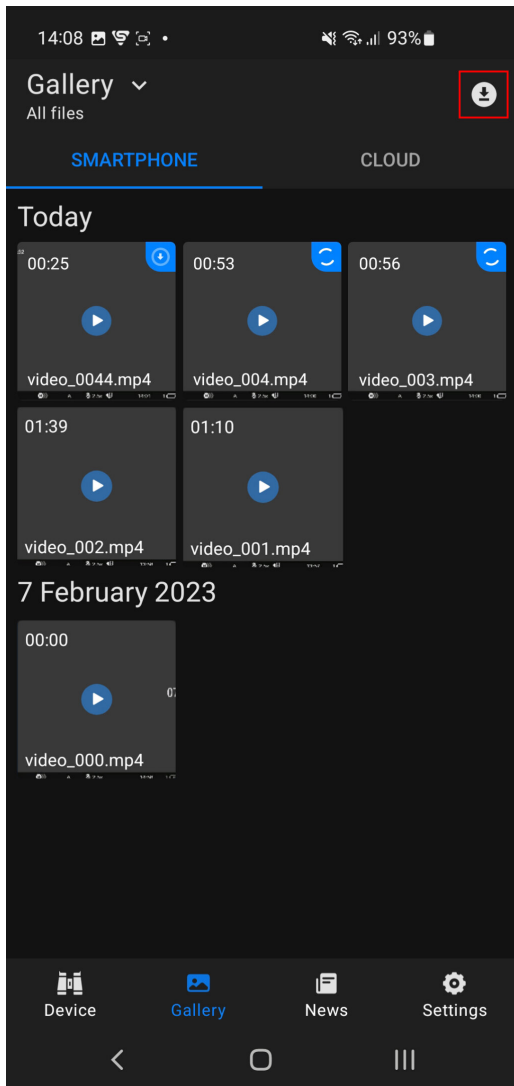 14:08 93%
Gallery
All files
SMARTPHONE CLOUD
Today
00:25 00:53 00:56
video_0044.mp4 video_004.mp4 video_003.mp4
01:39 01:10
video_002.mp4 video_001.mp4
7 February 2023
00:00
07
video_000.mp4
Device Gallery News Settings